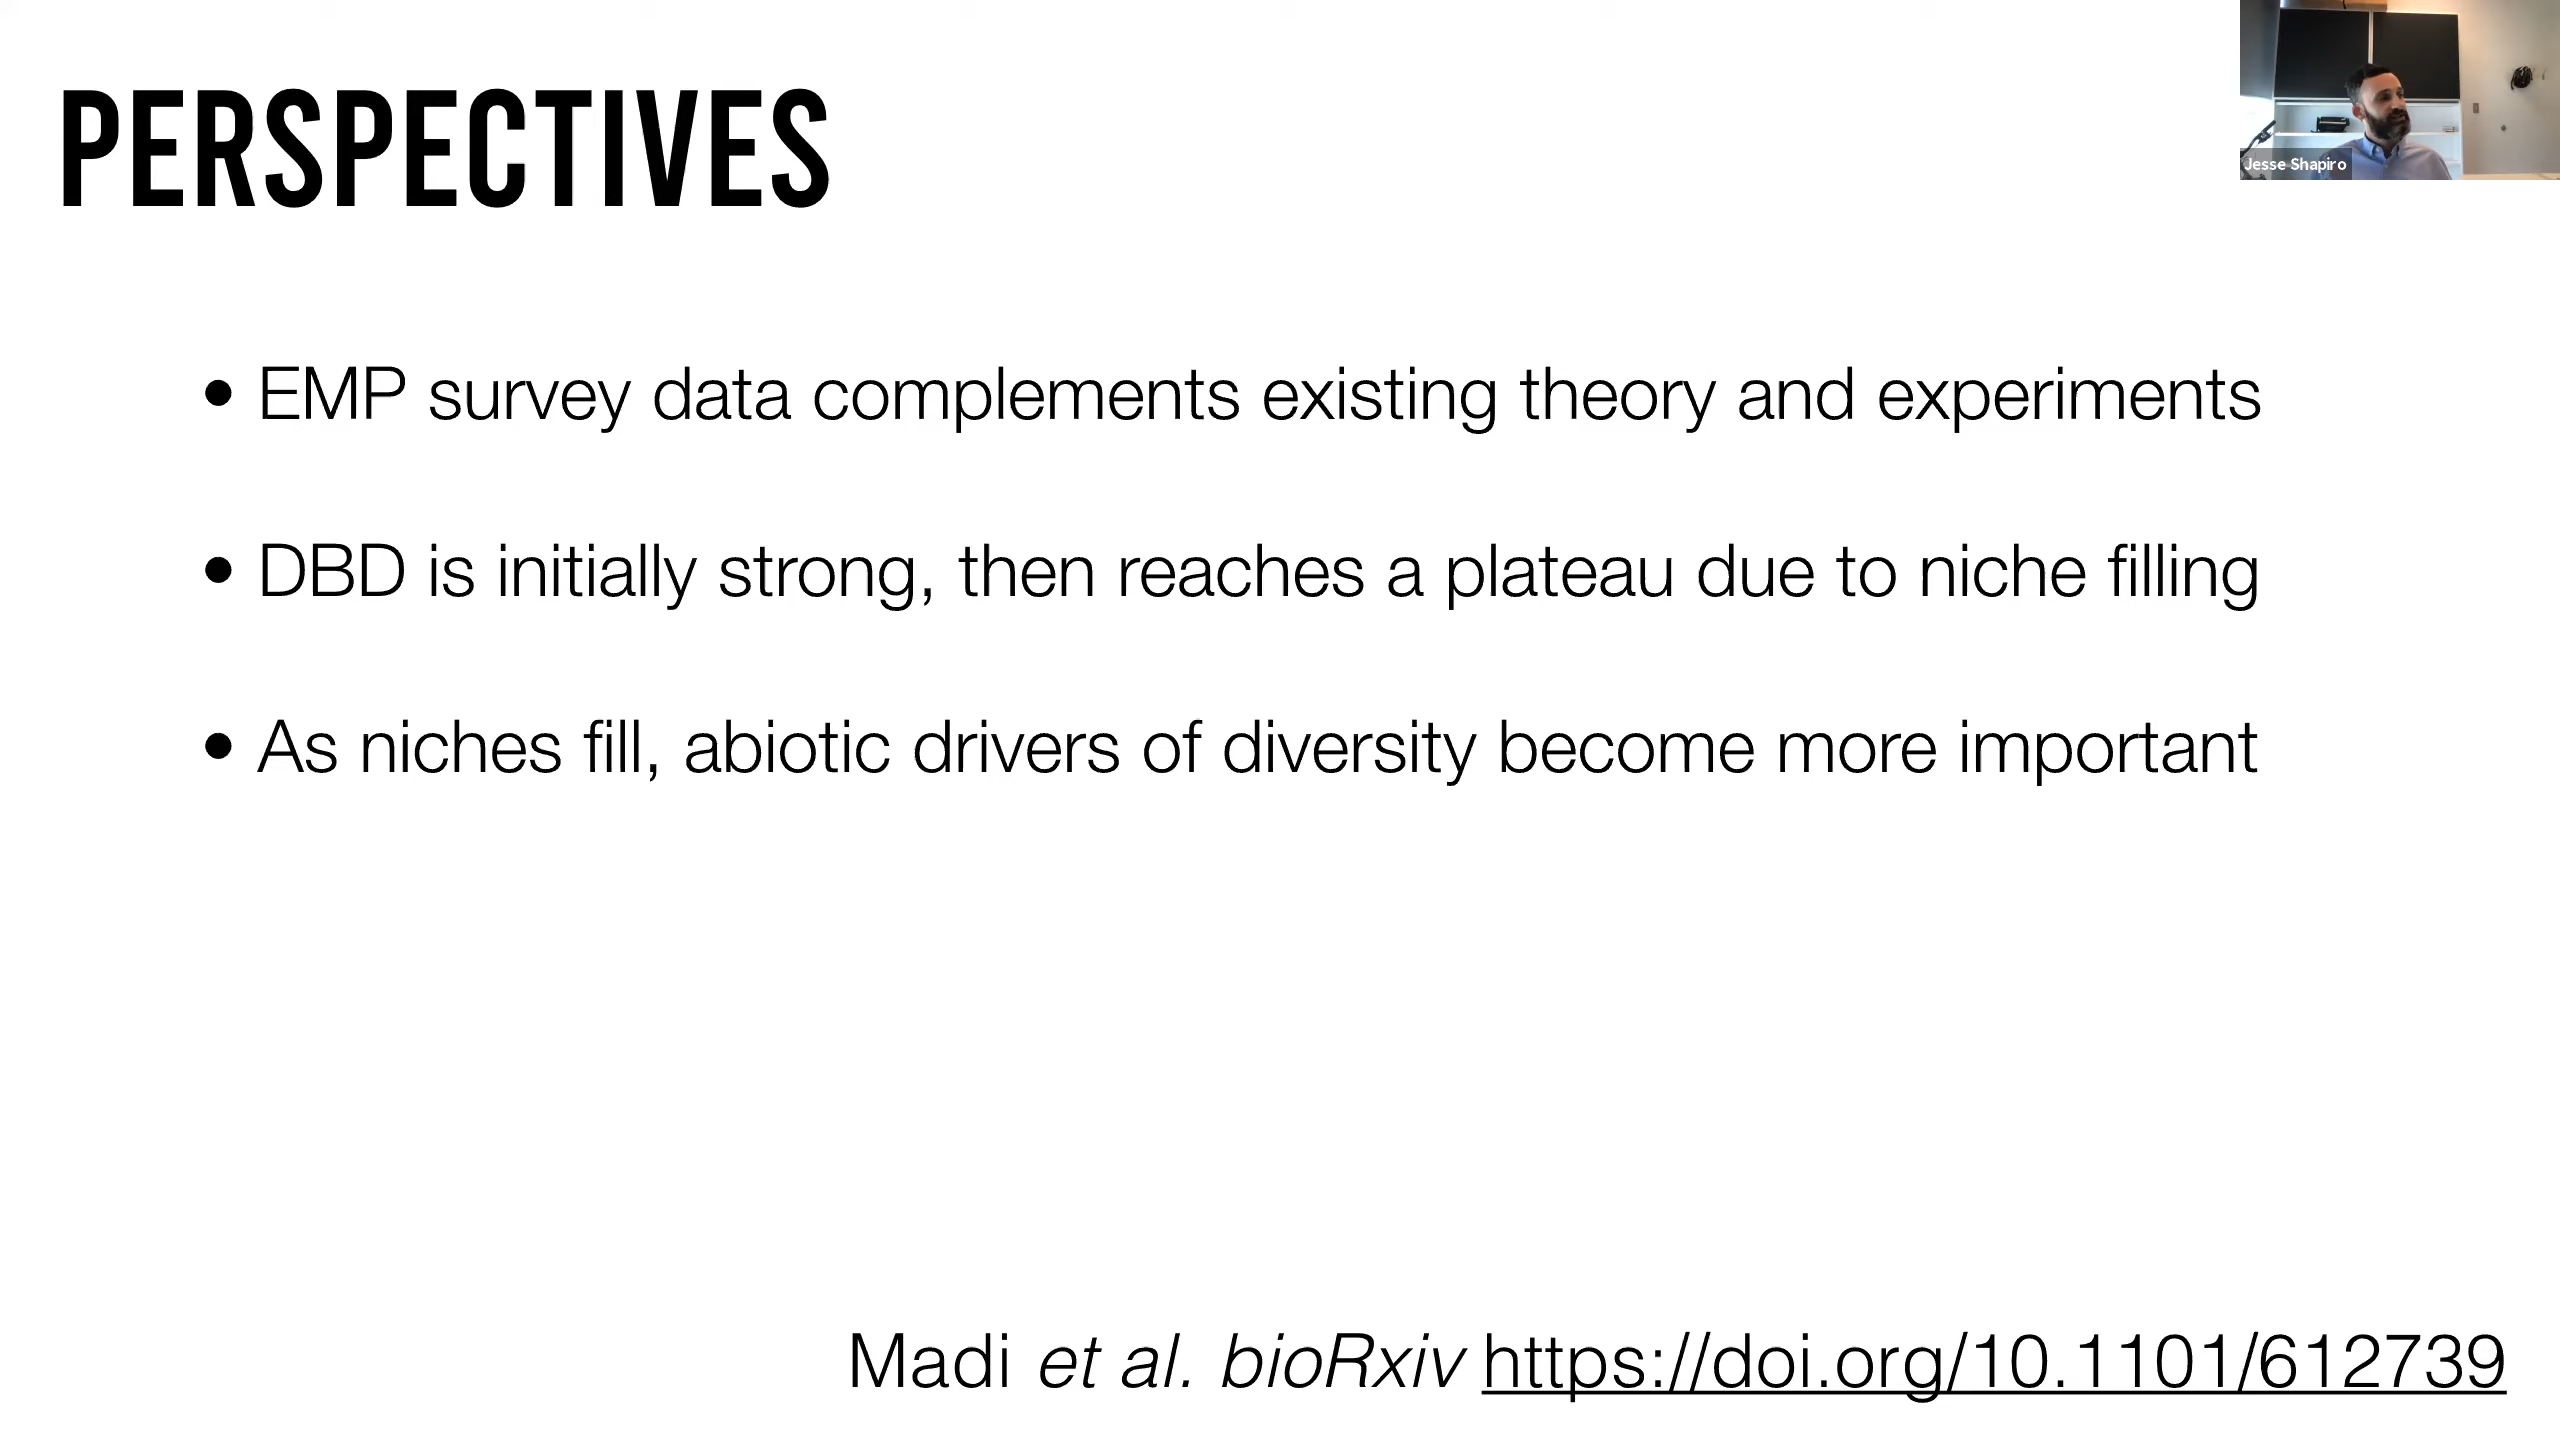 PERSPECTIVES
Jesse Shapiro
• EMP survey data complements existing theory and experiments
• DBD is initially strong, then reaches a plateau due to niche filling
• As niches fill, abiotic drivers of diversity become more important
Madi et al. bioRxiv https://doi.org/10.1101/612739